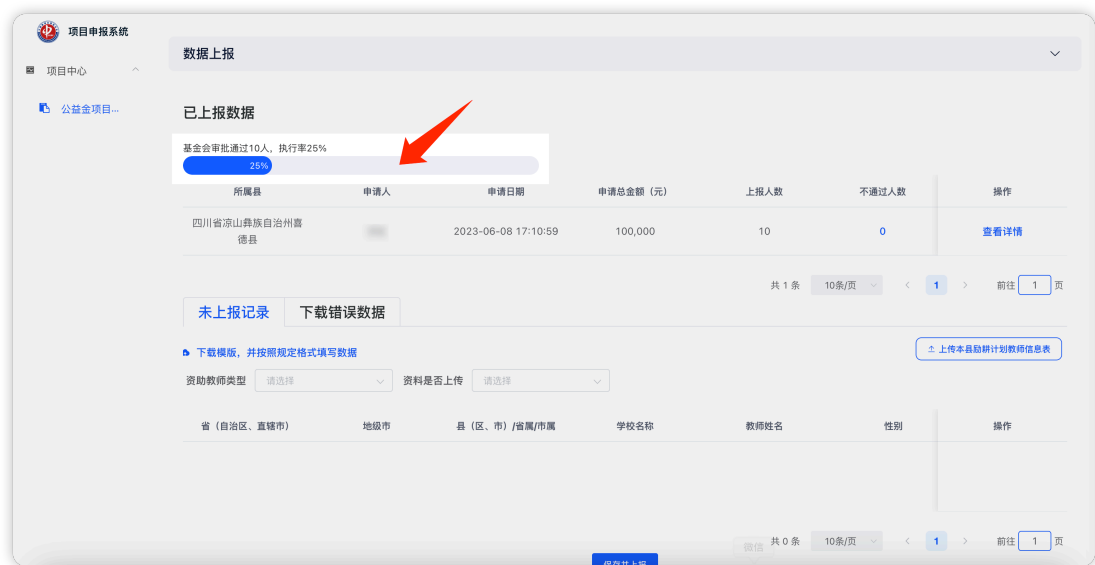 项目申报系统
数据上报
项目中心
公益金项目...
已上报数据
基金会审批通过10人，执行率25%
25%
所属县 申请人 申请日期 申请总金额（元） 上报人数 不通过人数 操作
四川省凉山彝族自治州喜
德县
2023-06-08 17:10:59 100,000 10 0 查看详情
共 1 条 10条/页 1 前往 1 页
未上报记录 下载错误数据
下载模版，并按照规定格式填写数据
上传本县励耕计划教师信息表
资助教师类型 请选择 资料是否上传 请选择
省（自治区、直辖市） 地级市 县（区、市）/省属/市属 学校名称 教师姓名 性别 操作
微信 共 0 条 10条/页 1 前往 1 页
保存并上报